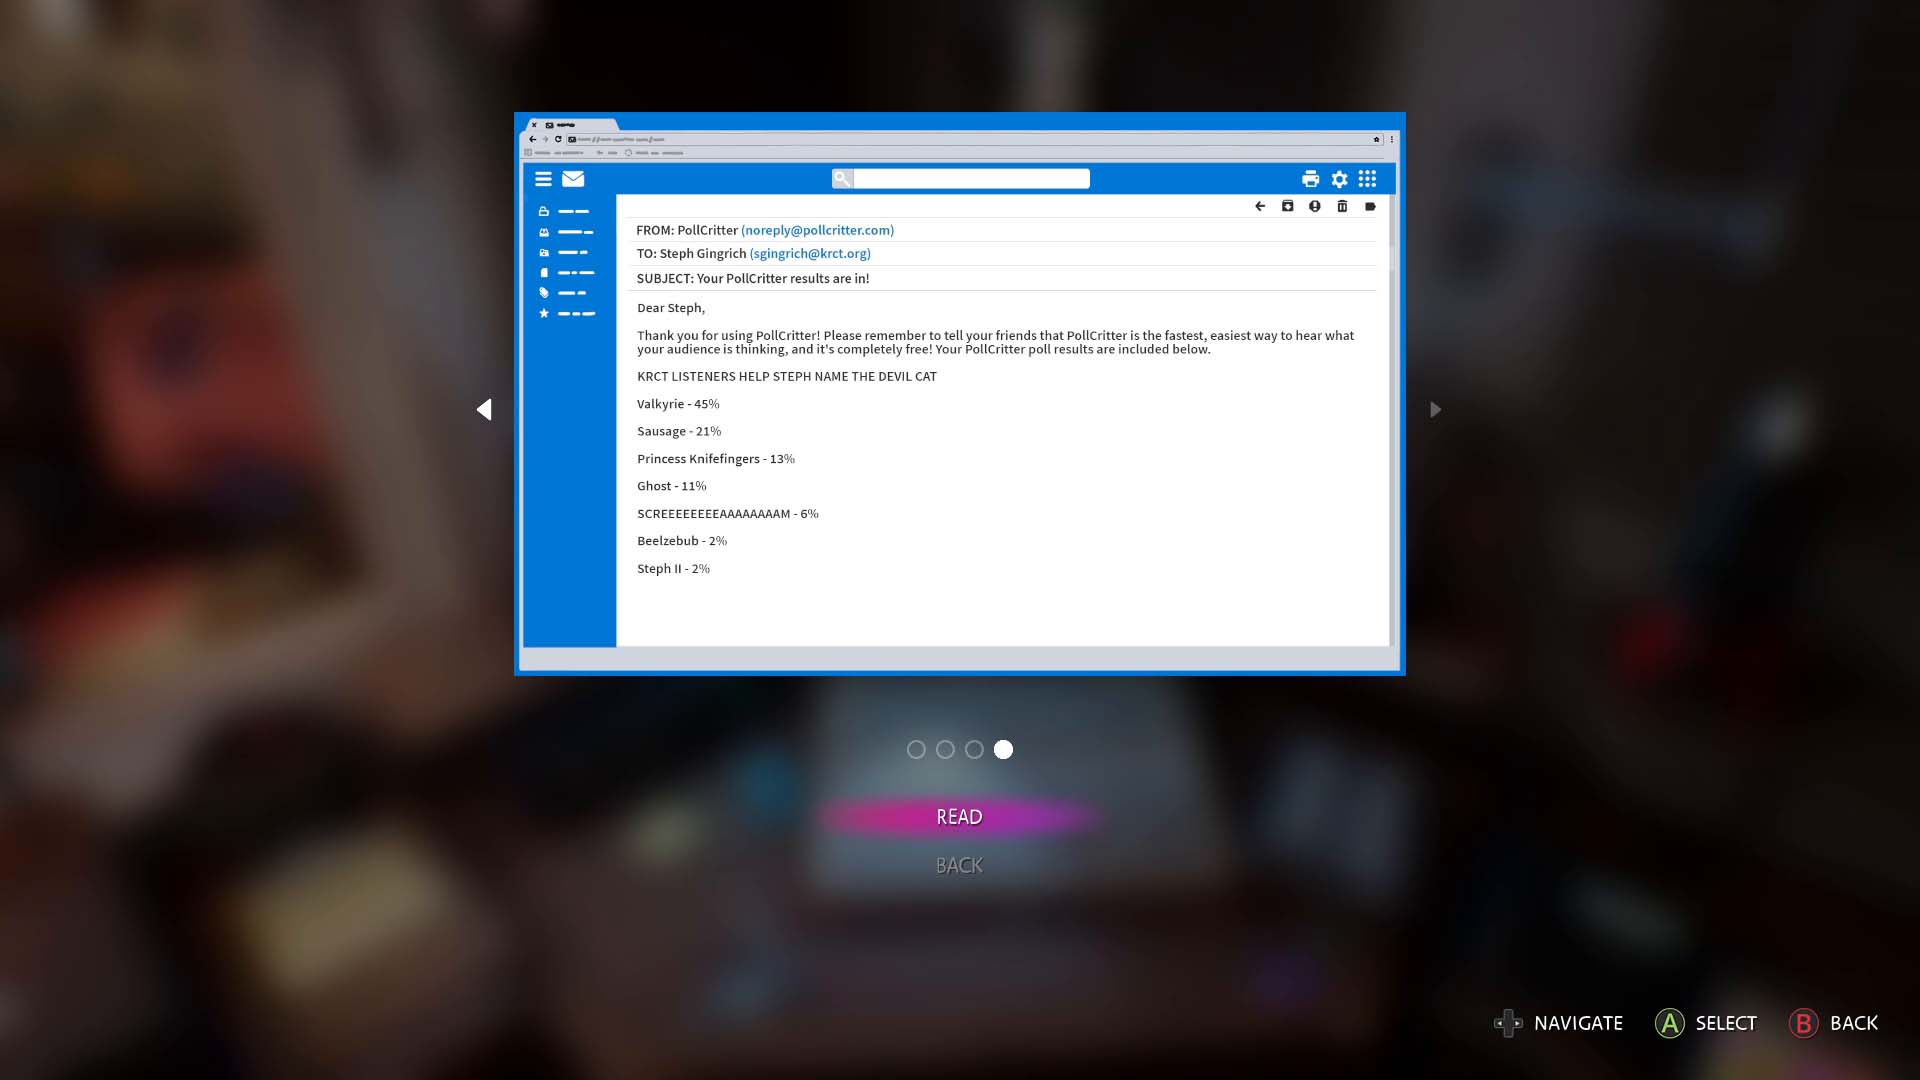 FROM: PollCritter (noreply@pollcritter.com)
TO: Steph Gingrich (sgingrich@krct.org)
SUBJECT: Your PollCritter results are in!
Dear Steph,
Thank you for using PollCritter! Please remember to tell your friends that PollCritter is the fastest, easiest way to hear what
your audience is thinking, and it's completely free! Your PollCritter poll results are included below.
KRCT LISTENERS HELP STEPH NAME THE DEVIL CAT
Valkyrie - 45%
Sausage - 21%
Princess Knifefingers - 13%
Ghost - 11%
SCREEEEEEEEAAAAAAAAM - 6%
Beelzebub - 2%
Steph II - 2%
READ
BACK
NAVIGATE A SELECT B BACK